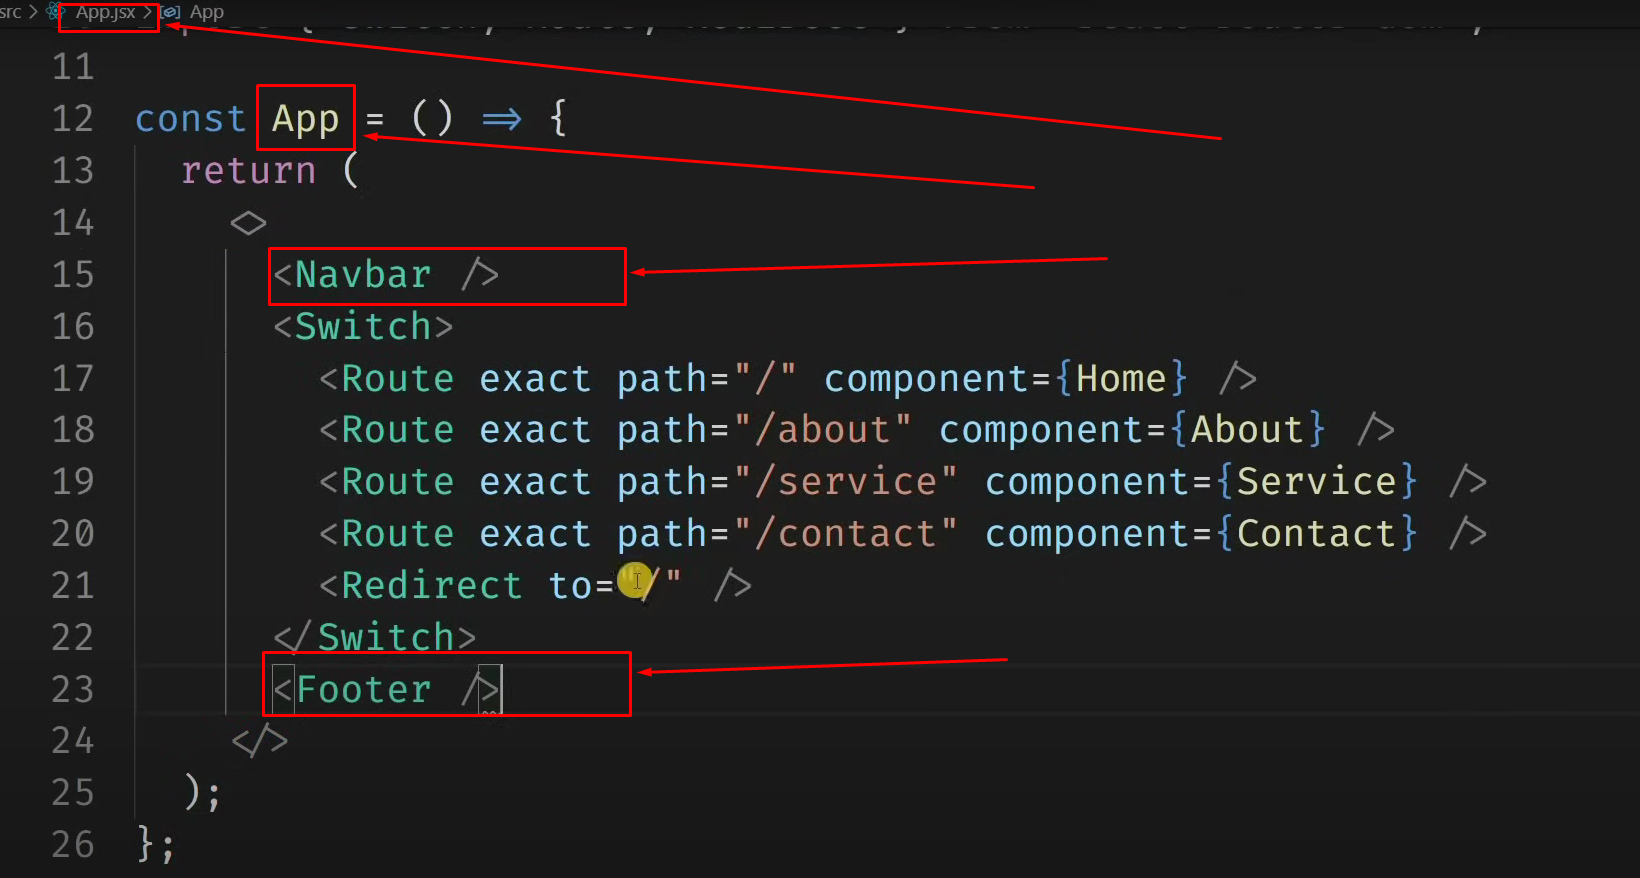 src > App.jsx > App
11
12 const App = () => {
13 return (
14 <>
15 <Navbar />
16 <Switch>
17 <Route exact path="/" component={Home} />
18 <Route exact path="/about" component={About} />
19 <Route exact path="/service" component={Service} />
20 <Route exact path="/contact" component={Contact} />
21 <Redirect to="/" />
22 </Switch>
23 <Footer />
24 </>
25 );
26 };